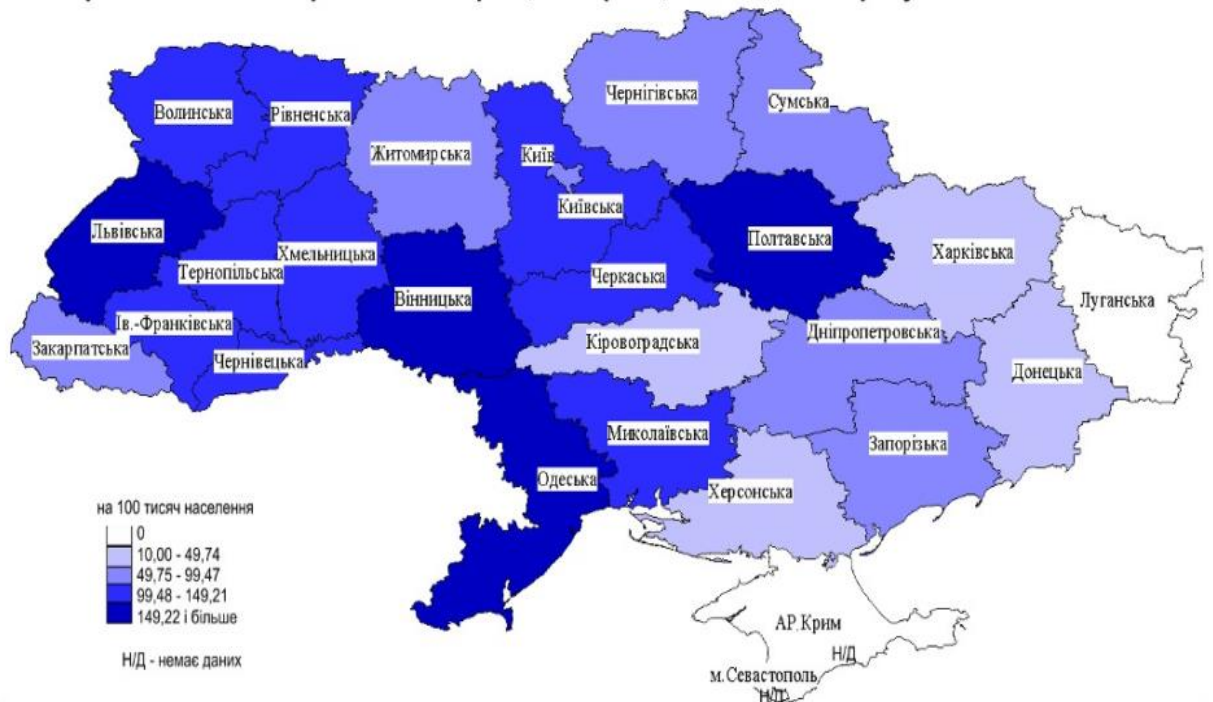 Чернігівська
Сумська
Волинська
Рівненська
Житомирська
Київ
Київська
Львівська
Полтавська
Харківська
Хмельницька
Тернопільська
Черкаська
Вінницька
Луганська
Ів.-Франківська
Дніпропетровська
Кіровоградська
Закарпатська
Чернівецька
Донецька
Миколаївська
Запорізька
Одеська
Херсонська
на 100 тисяч населення
0
10,00 - 49,74
49,75 - 99,47
99,48 - 149,21
149,22 і більше
Н/Д - немає даних
АР.Крим
Н/Д
м.Севастополь
Н/Д